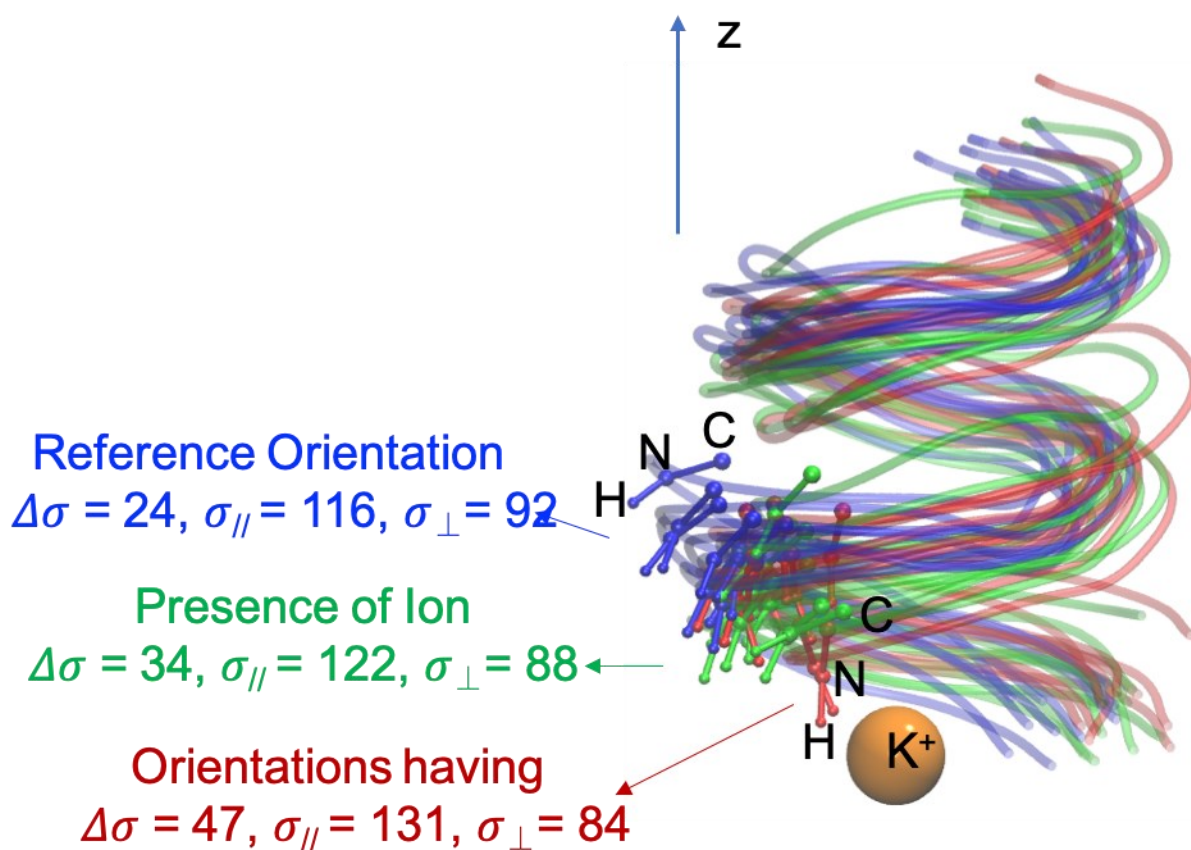 z
C
N
H
Reference Orientation
Δσ = 24, σ// = 116, σ⊥ = 92
Presence of Ion
Δσ = 34, σ// = 122, σ⊥ = 88
C
N
H
K⁺
Orientations having
Δσ = 47, σ// = 131, σ⊥ = 84